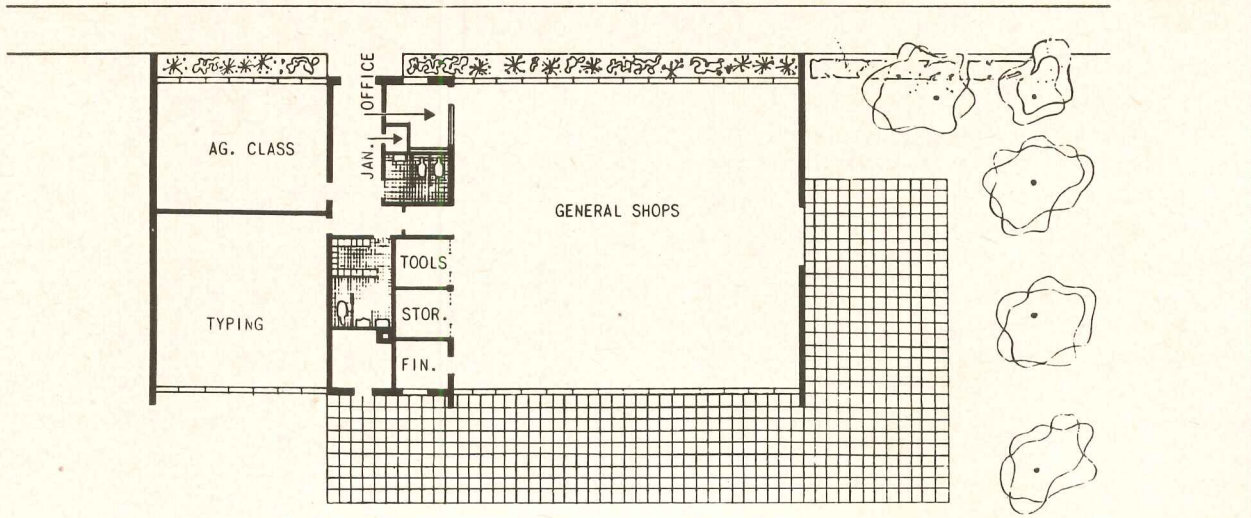 OFFICE
JAN.
AG. CLASS
GENERAL SHOPS
TOOLS
STOR.
TYPING
FIN.